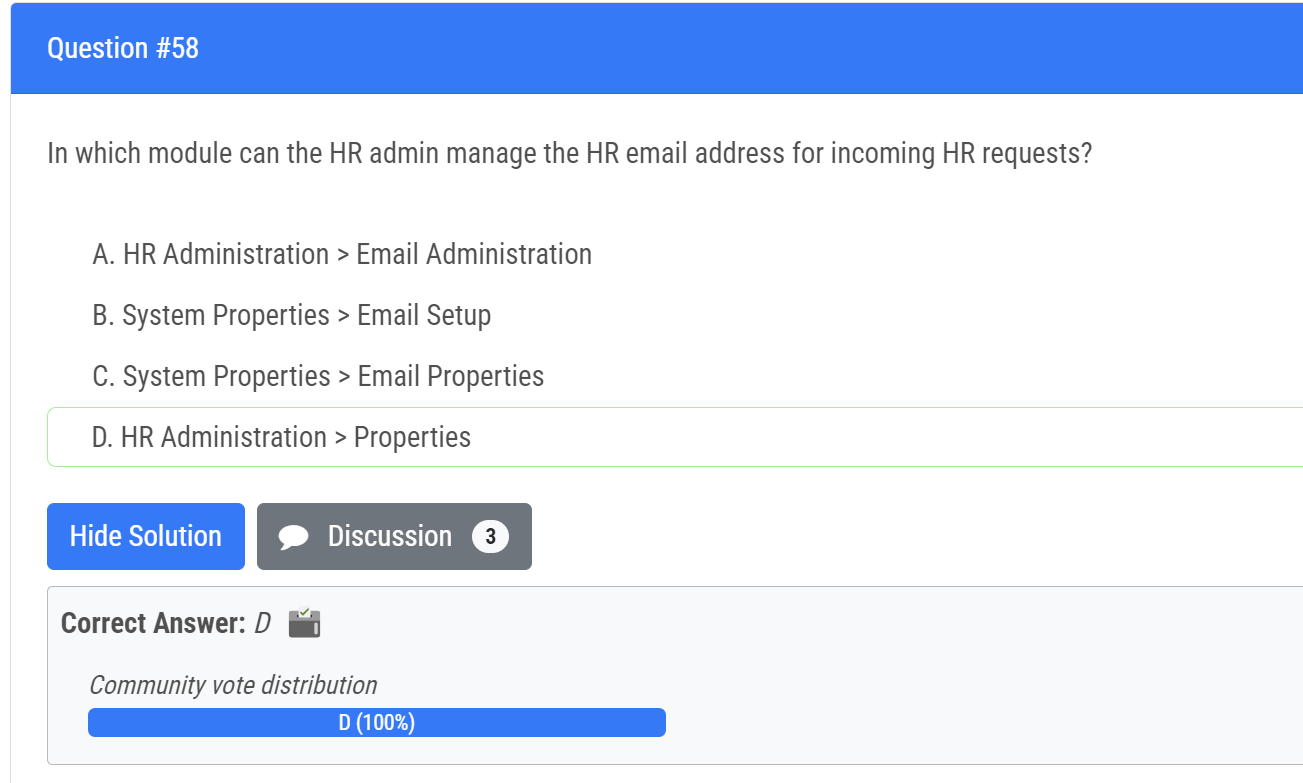 Question #58
In which module can the HR admin manage the HR email address for incoming HR requests?
A. HR Administration > Email Administration
B. System Properties > Email Setup
C. System Properties > Email Properties
D. HR Administration > Properties
Hide Solution Discussion 3
Correct Answer: D
Community vote distribution
D (100%)